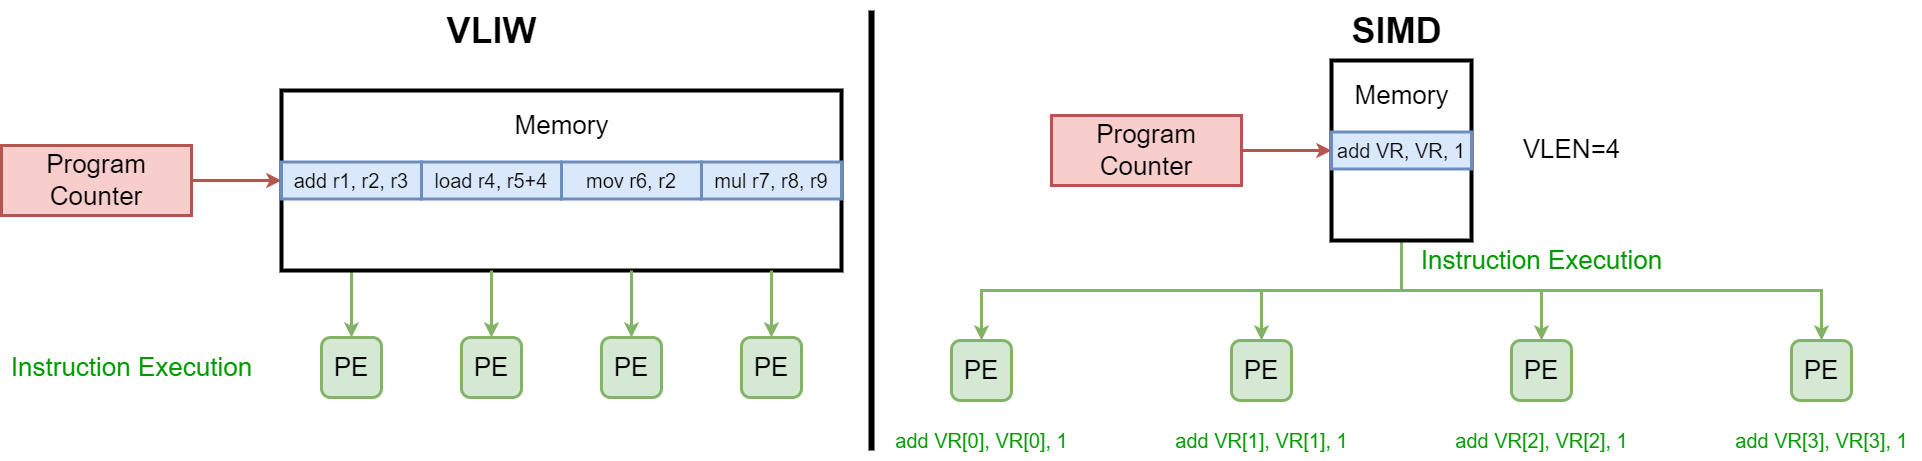 VLIW
Memory
Program
Counter
add r1, r2, r3
load r4, r5+4
mov r6, r2
mul r7, r8, r9
Instruction Execution
PE
PE
PE
PE
SIMD
Memory
Program
Counter
add VR, VR, 1
VLEN=4
Instruction Execution
PE
PE
PE
PE
add VR[0], VR[0], 1
add VR[1], VR[1], 1
add VR[2], VR[2], 1
add VR[3], VR[3], 1